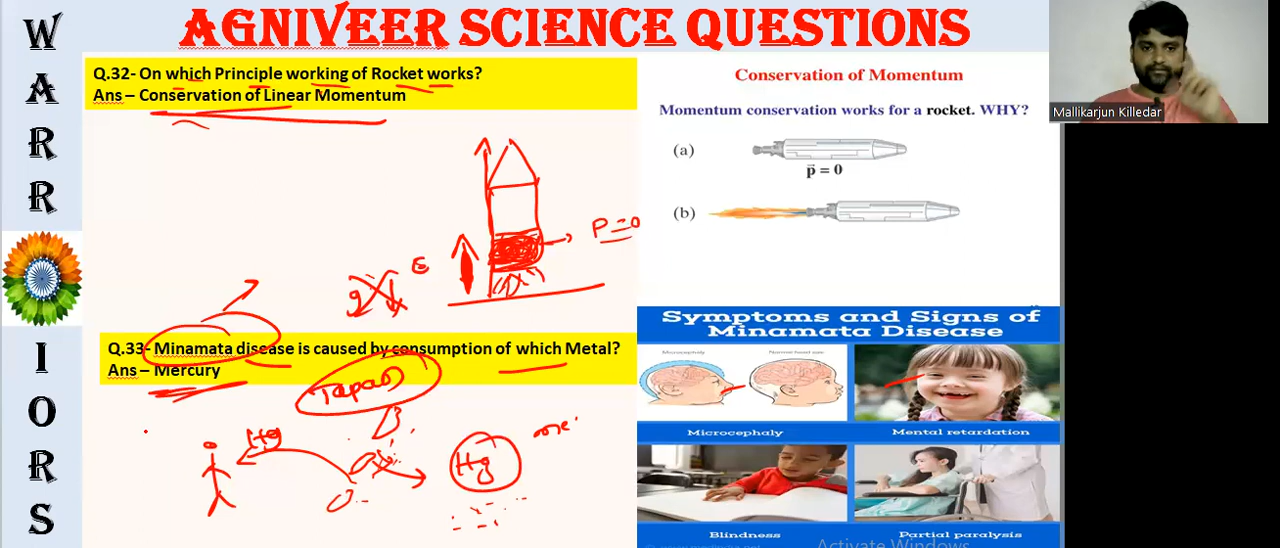 AGNIVEER SCIENCE QUESTIONS
WARRIORS
Q.32- On which Principle working of Rocket works?
Ans – Conservation of Linear Momentum
P=0
Q.33- Minamata disease is caused by consumption of which Metal?
Ans – Mercury
Japan
Hg
Hg
Conservation of Momentum
Momentum conservation works for a rocket. WHY?
(a)
p = 0
(b)
Mallikarjun Killedar
Symptoms and Signs of
Minamata Disease
Microcephaly
Normal head size
Microcephaly
Mental retardation
Blindness
Partial paralysis
Activate Windows